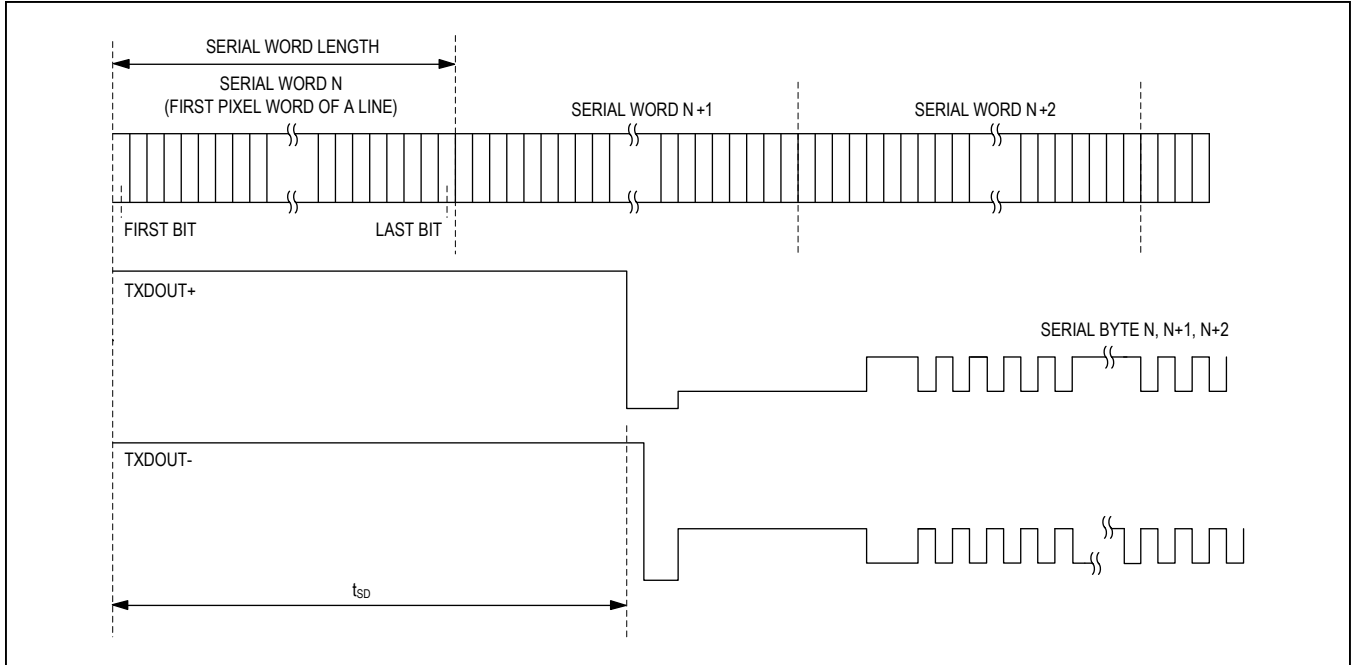 SERIAL WORD LENGTH
SERIAL WORD N
(FIRST PIXEL WORD OF A LINE)
SERIAL WORD N+1
SERIAL WORD N+2
FIRST BIT
LAST BIT
TXDOUT+
SERIAL BYTE N, N+1, N+2
TXDOUT-
tSD